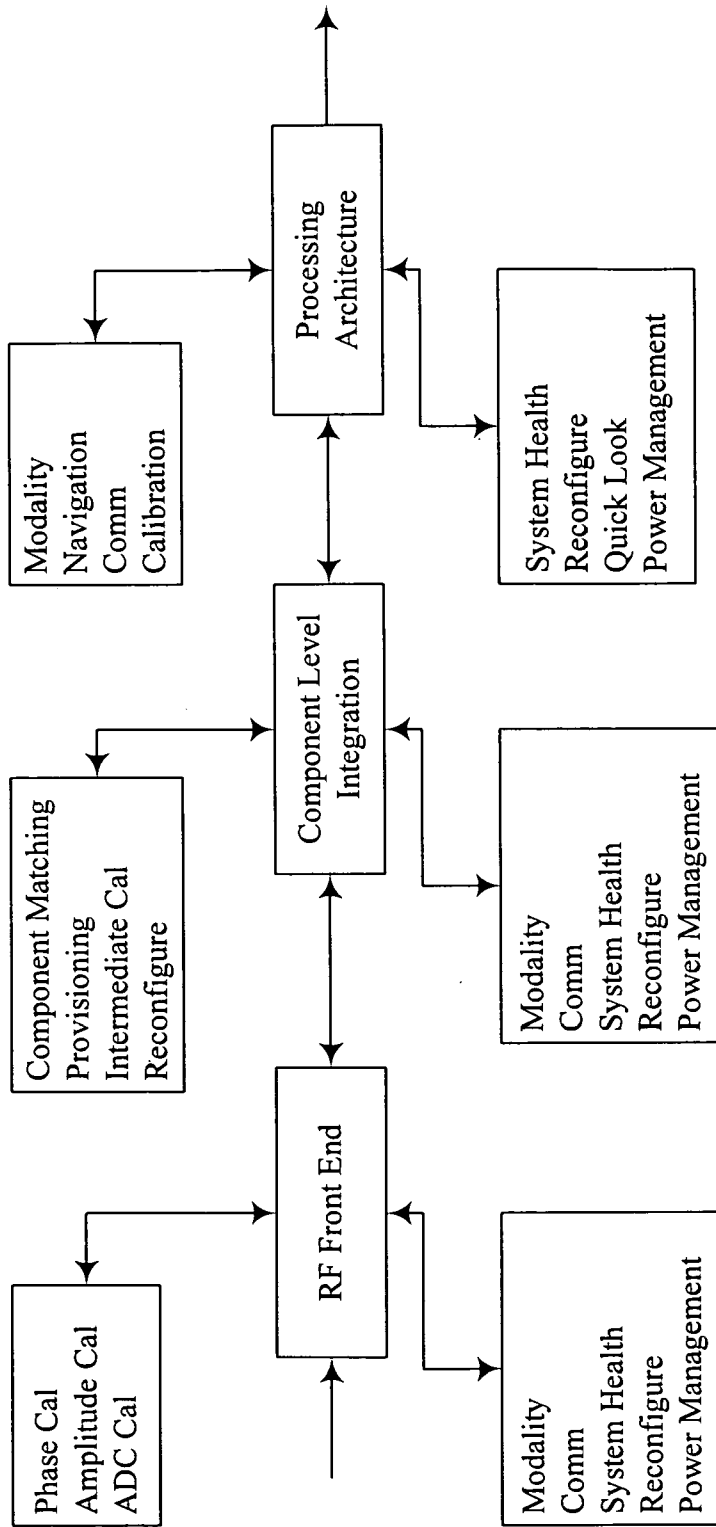 Phase Cal
Amplitude Cal
ADC Cal
Component Matching
Provisioning
Intermediate Cal
Reconfigure
Modality
Navigation
Comm
Calibration
RF Front End
Component Level
Integration
Processing
Architecture
Modality
Comm
System Health
Reconfigure
Power Management
Modality
Comm
System Health
Reconfigure
Power Management
System Health
Reconfigure
Quick Look
Power Management